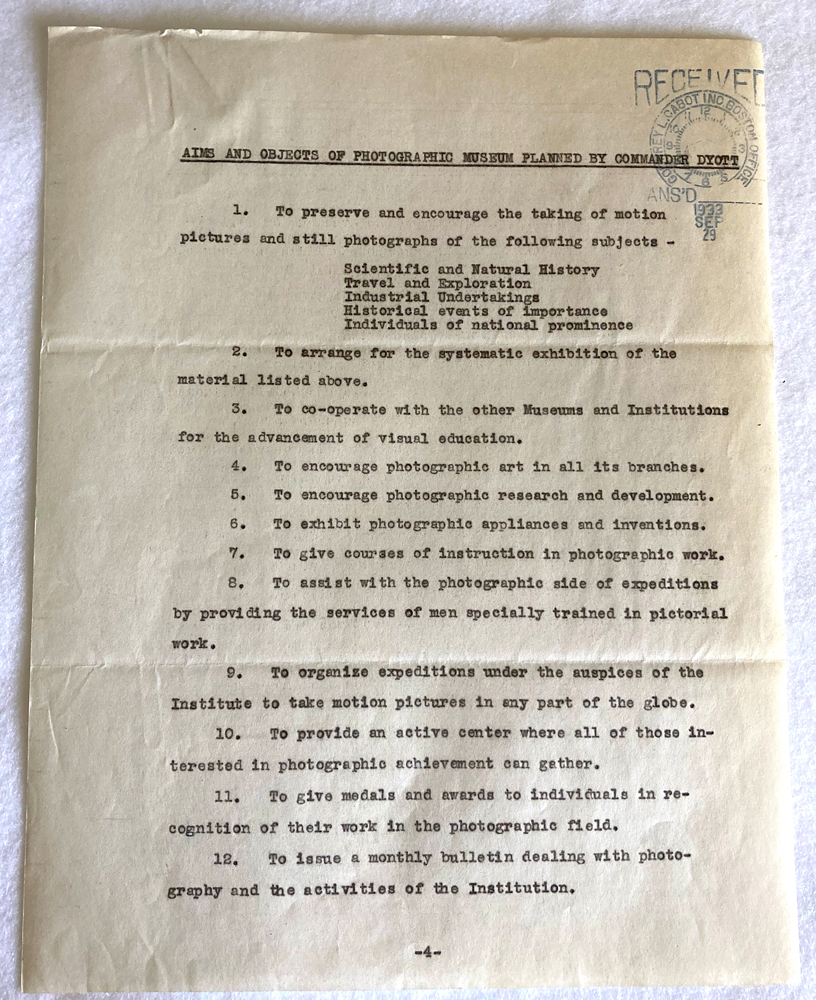 RECEIVED
GODFREY L. CABOT INC. BOSTON OFFICE
12
3
6
9
AIMS AND OBJECTS OF PHOTOGRAPHIC MUSEUM PLANNED BY COMMANDER DYOTT
ANS'D
1933
SEP
29
1. To preserve and encourage the taking of motion
pictures and still photographs of the following subjects -
Scientific and Natural History
Travel and Exploration
Industrial Undertakings
Historical events of importance
Individuals of national prominence
2. To arrange for the systematic exhibition of the
material listed above.
3. To co-operate with the other Museums and Institutions
for the advancement of visual education.
4. To encourage photographic art in all its branches.
5. To encourage photographic research and development.
6. To exhibit photographic appliances and inventions.
7. To give courses of instruction in photographic work.
8. To assist with the photographic side of expeditions
by providing the services of men specially trained in pictorial
work.
9. To organize expeditions under the auspices of the
Institute to take motion pictures in any part of the globe.
10. To provide an active center where all of those in-
terested in photographic achievement can gather.
11. To give medals and awards to individuals in re-
cognition of their work in the photographic field.
12. To issue a monthly bulletin dealing with photo-
graphy and the activities of the Institution.
-4-